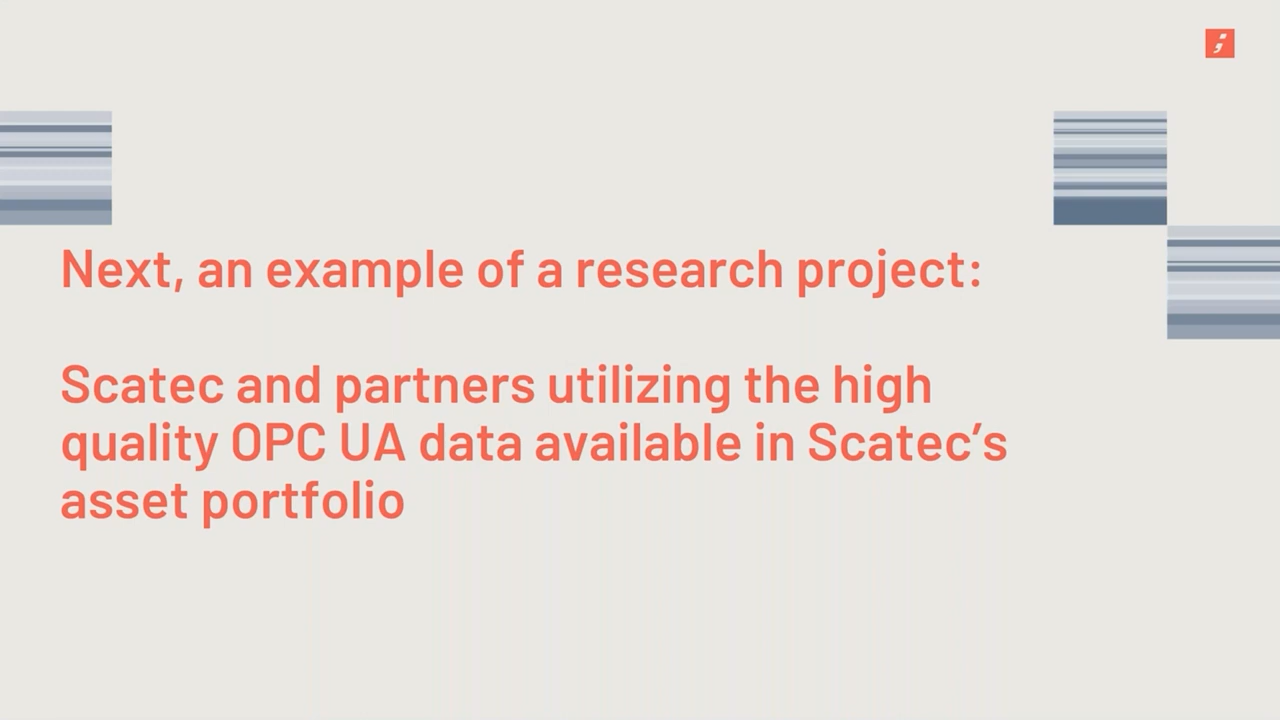 Next, an example of a research project:
Scatec and partners utilizing the high
quality OPC UA data available in Scatec’s
asset portfolio